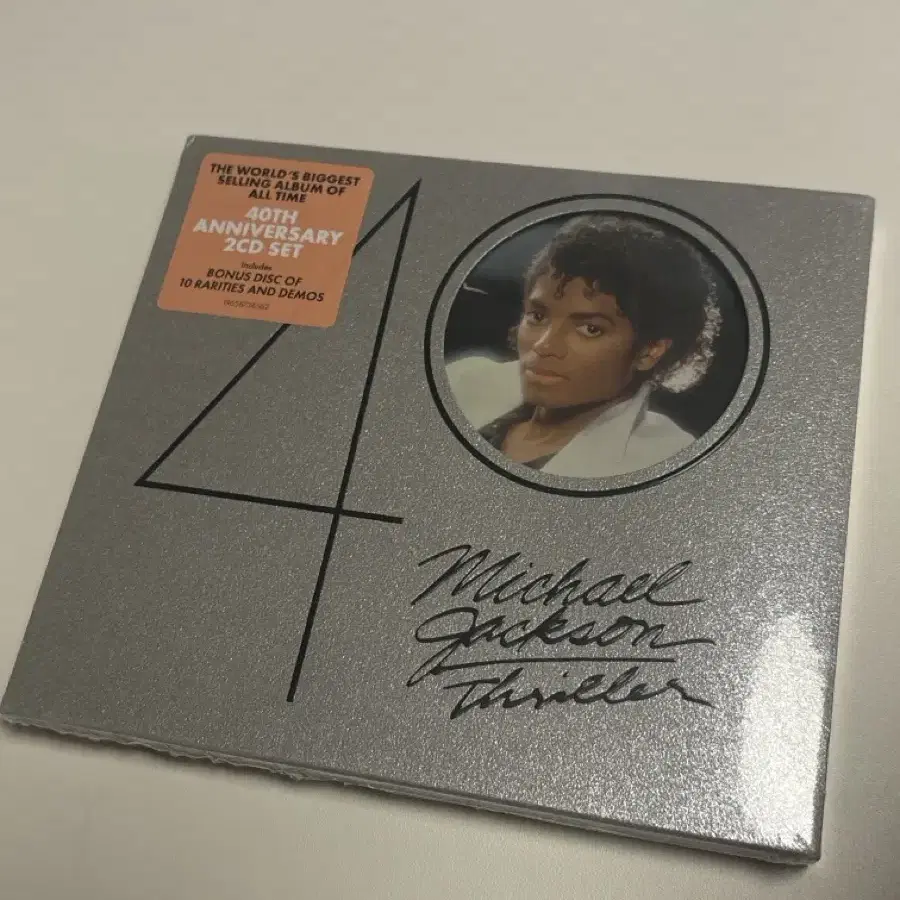 THE WORLD'S BIGGEST
SELLING ALBUM OF
ALL TIME
40TH
ANNIVERSARY
2CD SET
Includes
BONUS DISC OF
10 RARITIES AND DEMOS
40
Michael
Jackson
Thriller